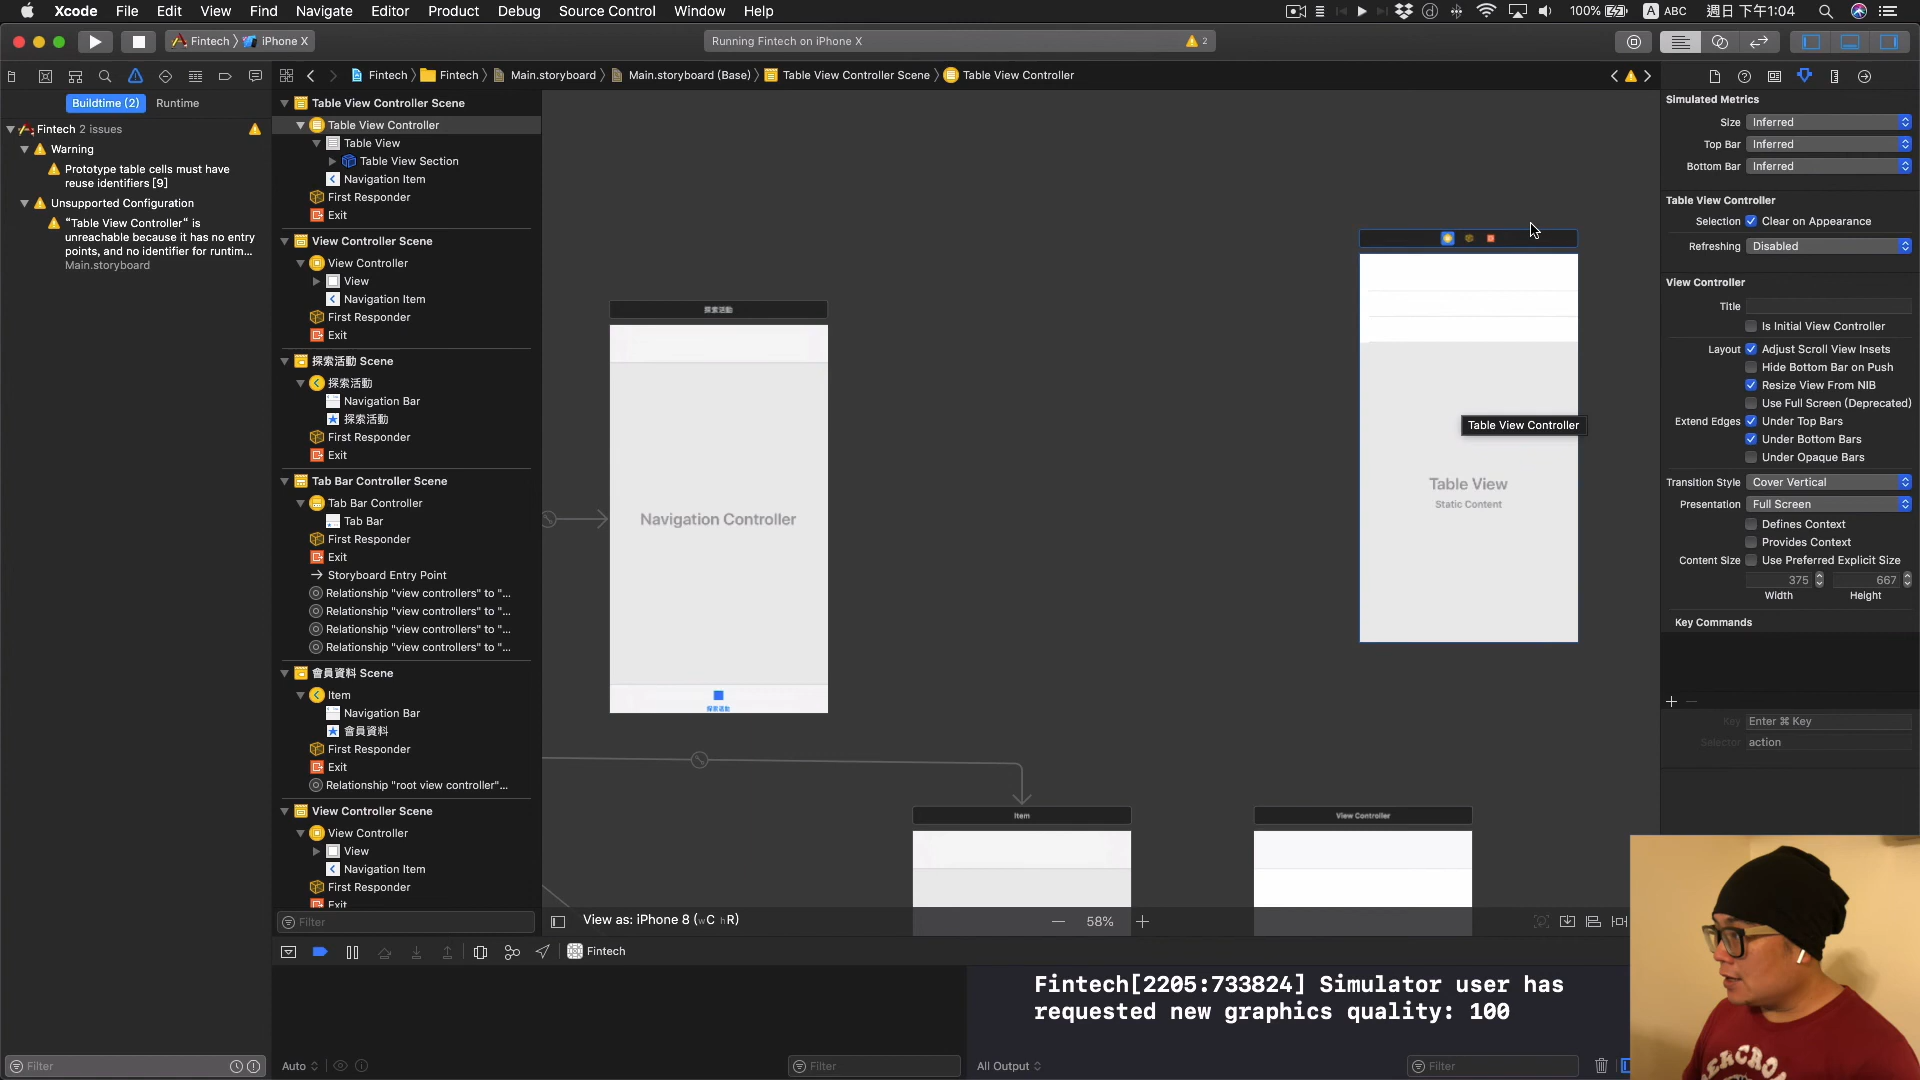 Xcode File Edit View Find Navigate Editor Product Debug Source Control Window Help
100% A ABC 週日 下午1:04
Fintech iPhone X
Running Fintech on iPhone X
2
Fintech Fintech Main.storyboard Main.storyboard (Base) Table View Controller Scene Table View Controller
Buildtime (2) Runtime
Fintech 2 issues
Warning
Prototype table cells must have
reuse identifiers [9]
Unsupported Configuration
“Table View Controller“ is
unreachable because it has no entry
points, and no identifier for runtim...
Main.storyboard
Filter
Table View Controller Scene
Table View Controller
Table View
Table View Section
Navigation Item
First Responder
Exit
View Controller Scene
View Controller
View
Navigation Item
First Responder
Exit
探索活動 Scene
探索活動
Navigation Bar
探索活動
First Responder
Exit
Tab Bar Controller Scene
Tab Bar Controller
Tab Bar
First Responder
Exit
Storyboard Entry Point
Relationship "view controllers" to "...
Relationship "view controllers" to "...
Relationship "view controllers" to "...
Relationship "view controllers" to "...
會員資料 Scene
Item
Navigation Bar
會員資料
First Responder
Exit
Relationship "root view controller"...
View Controller Scene
View Controller
View
Navigation Item
First Responder
Exit
Filter
探索活動
Navigation Controller
探索活動
Table View
Static Content
Table View Controller
Item
View Controller
View as: iPhone 8 (wC hR)
58%
Simulated Metrics
Size Inferred
Top Bar Inferred
Bottom Bar Inferred
Table View Controller
Selection Clear on Appearance
Refreshing Disabled
View Controller
Title
Is Initial View Controller
Layout Adjust Scroll View Insets
Hide Bottom Bar on Push
Resize View From NIB
Use Full Screen (Deprecated)
Extend Edges Under Top Bars
Under Bottom Bars
Under Opaque Bars
Transition Style Cover Vertical
Presentation Full Screen
Defines Context
Provides Context
Content Size Use Preferred Explicit Size
375 667
Width Height
Key Commands
Key Enter ⌘ Key
Selector action
Fintech
Fintech[2205:733824] Simulator user has
requested new graphics quality: 100
Auto
Filter
All Output
Filter